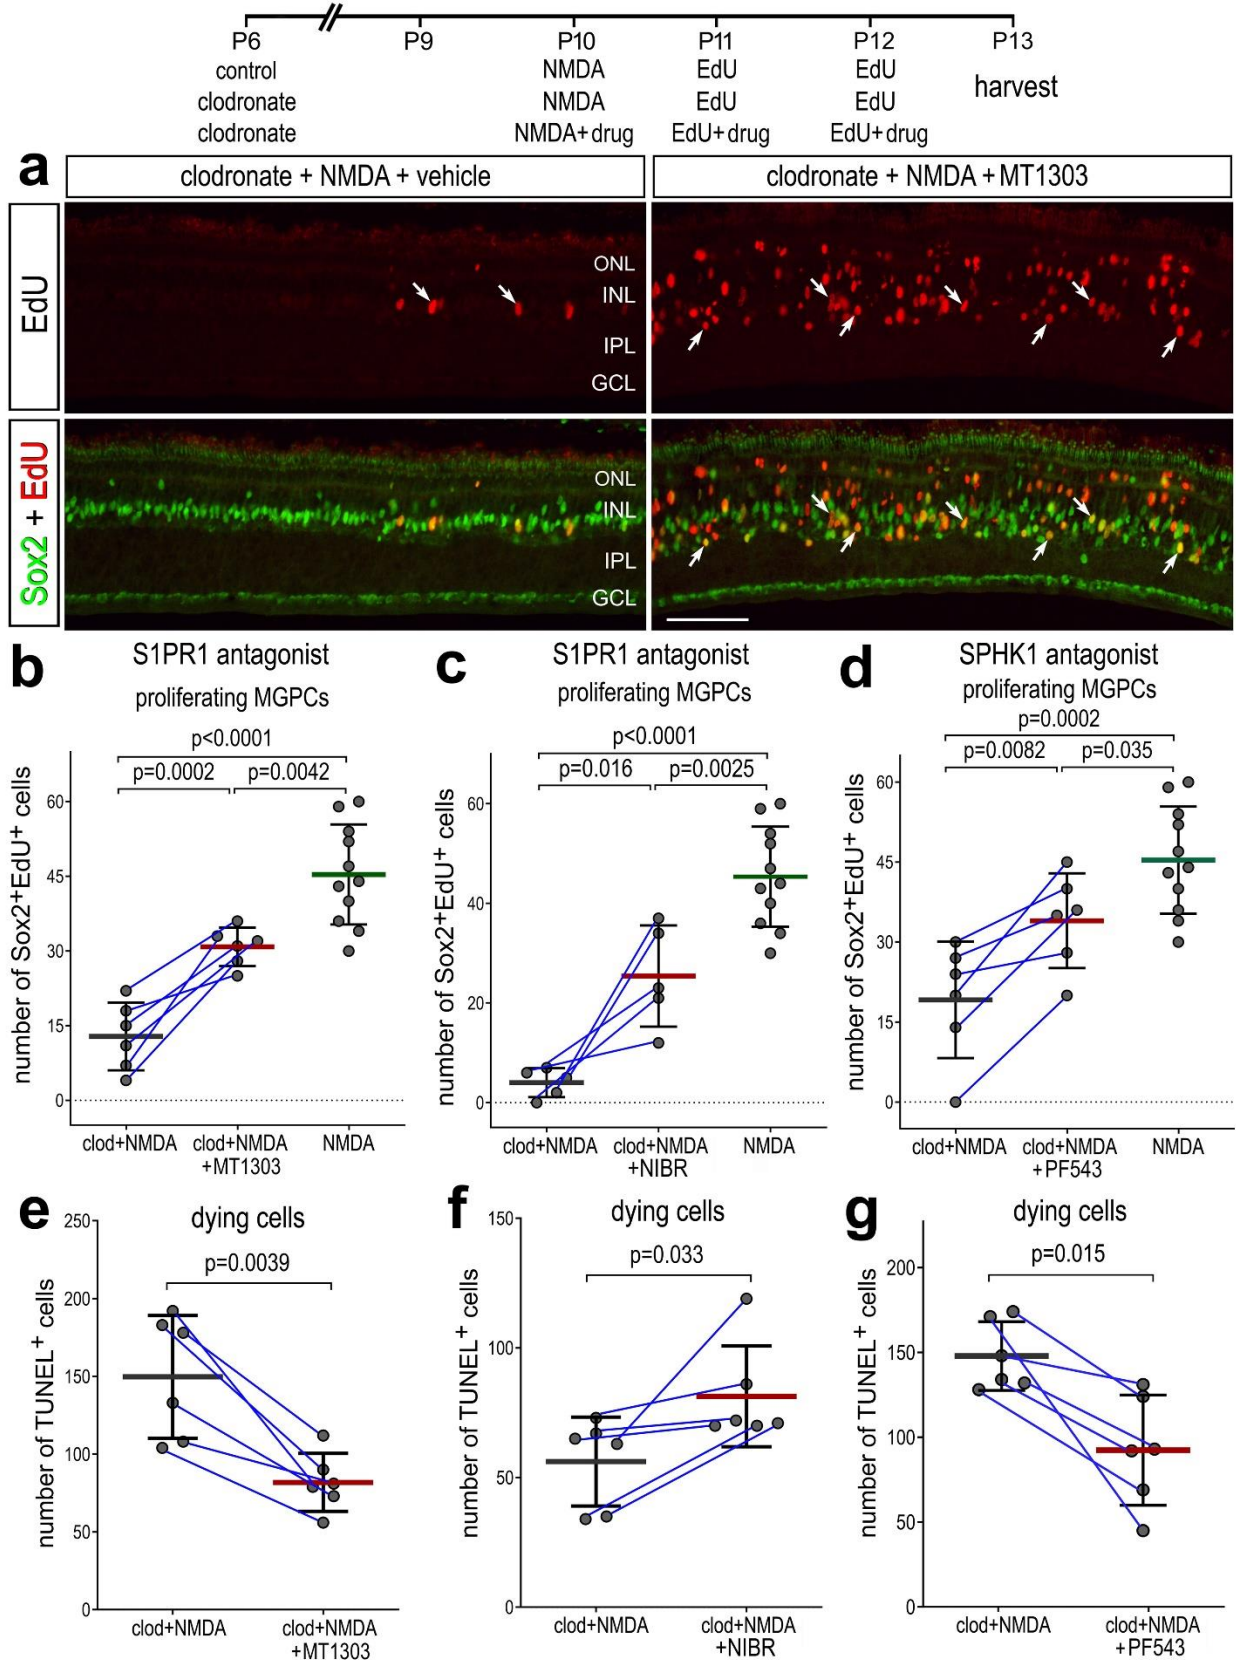 P6 P9 P10 P11 P12 P13
control NMDA EdU EdU harvest
clodronate NMDA EdU EdU
clodronate NMDA+drug EdU+drug EdU+drug
a
clodronate + NMDA + vehicle
clodronate + NMDA + MT1303
EdU
ONL
INL
IPL
GCL
Sox2 + EdU
ONL
INL
IPL
GCL
b
S1PR1 antagonist
proliferating MGPCs
p<0.0001
p=0.0002 p=0.0042
number of Sox2+EdU+ cells
60
45
30
15
0
clod+NMDA
clod+NMDA
+MT1303
NMDA
c
S1PR1 antagonist
proliferating MGPCs
p<0.0001
p=0.016 p=0.0025
number of Sox2+EdU+ cells
60
40
20
0
clod+NMDA
clod+NMDA
+NIBR
NMDA
d
SPHK1 antagonist
proliferating MGPCs
p=0.0002
p=0.0082 p=0.035
number of Sox2+EdU+ cells
60
45
30
15
0
clod+NMDA
clod+NMDA
+PF543
NMDA
e
dying cells
p=0.0039
number of TUNEL+ cells
250
200
150
100
50
0
clod+NMDA
clod+NMDA
+MT1303
f
dying cells
p=0.033
number of TUNEL+ cells
150
100
50
0
clod+NMDA
clod+NMDA
+NIBR
g
dying cells
p=0.015
number of TUNEL+ cells
200
150
100
50
0
clod+NMDA
clod+NMDA
+PF543